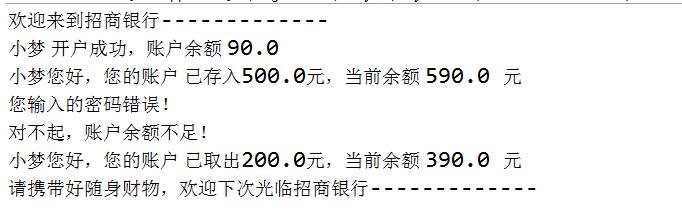 欢迎来到招商银行-------------
小梦 开户成功，账户余额 90.0
小梦您好，您的账户 已存入500.0元，当前余额 590.0 元
您输入的密码错误！
对不起，账户余额不足！
小梦您好，您的账户 已取出200.0元，当前余额 390.0 元
请携带好随身财物，欢迎下次光临招商银行-------------